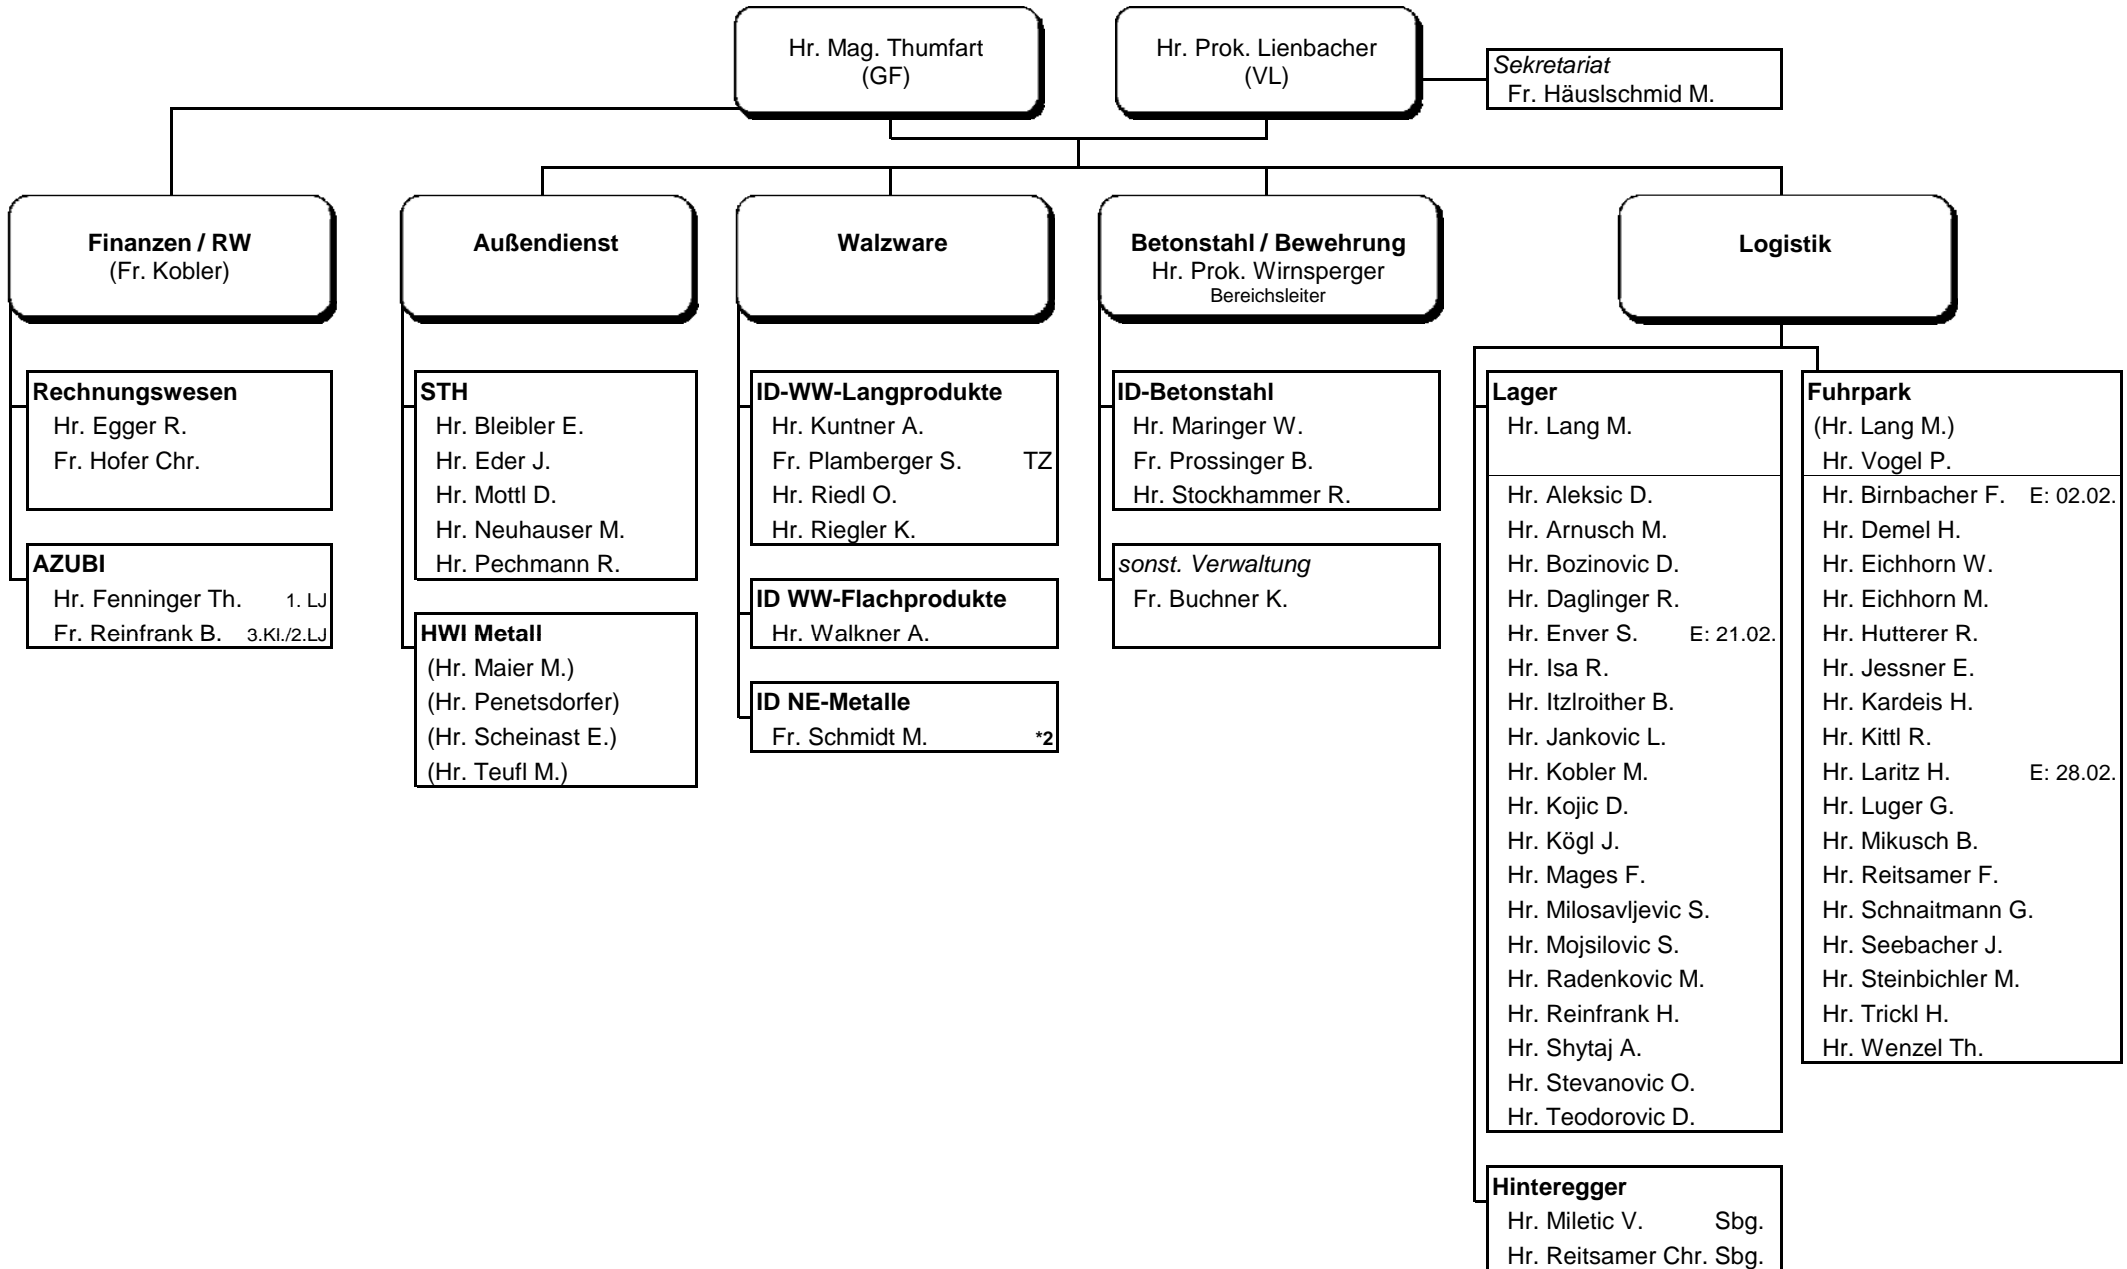 Hr. Mag. Thumfart
(GF)
Hr. Prok. Lienbacher
(VL)
Sekretariat
Fr. Häuslschmid M.
Finanzen / RW
(Fr. Kobler)
Außendienst
Walzware
Betonstahl / Bewehrung
Hr. Prok. Wirnsperger
Bereichsleiter
Logistik
Rechnungswesen
Hr. Egger R.
Fr. Hofer Chr.
AZUBI
Hr. Fenninger Th. 1. LJ
Fr. Reinfrank B. 3.Kl./2.LJ
STH
Hr. Bleibler E.
Hr. Eder J.
Hr. Mottl D.
Hr. Neuhauser M.
Hr. Pechmann R.
HWI Metall
(Hr. Maier M.)
(Hr. Penetsdorfer)
(Hr. Scheinast E.)
(Hr. Teufl M.)
ID-WW-Langprodukte
Hr. Kuntner A.
Fr. Plamberger S. TZ
Hr. Riedl O.
Hr. Riegler K.
ID WW-Flachprodukte
Hr. Walkner A.
ID NE-Metalle
Fr. Schmidt M. *2
ID-Betonstahl
Hr. Maringer W.
Fr. Prossinger B.
Hr. Stockhammer R.
sonst. Verwaltung
Fr. Buchner K.
Lager
Hr. Lang M.
Hr. Aleksic D.
Hr. Arnusch M.
Hr. Bozinovic D.
Hr. Daglinger R.
Hr. Enver S. E: 21.02.
Hr. Isa R.
Hr. Itzlroither B.
Hr. Jankovic L.
Hr. Kobler M.
Hr. Kojic D.
Hr. Kögl J.
Hr. Mages F.
Hr. Milosavljevic S.
Hr. Mojsilovic S.
Hr. Radenkovic M.
Hr. Reinfrank H.
Hr. Shytaj A.
Hr. Stevanovic O.
Hr. Teodorovic D.
Hinteregger
Hr. Miletic V. Sbg.
Hr. Reitsamer Chr. Sbg.
Fuhrpark
(Hr. Lang M.)
Hr. Vogel P.
Hr. Birnbacher F. E: 02.02.
Hr. Demel H.
Hr. Eichhorn W.
Hr. Eichhorn M.
Hr. Hutterer R.
Hr. Jessner E.
Hr. Kardeis H.
Hr. Kittl R.
Hr. Laritz H. E: 28.02.
Hr. Luger G.
Hr. Mikusch B.
Hr. Reitsamer F.
Hr. Schnaitmann G.
Hr. Seebacher J.
Hr. Steinbichler M.
Hr. Trickl H.
Hr. Wenzel Th.